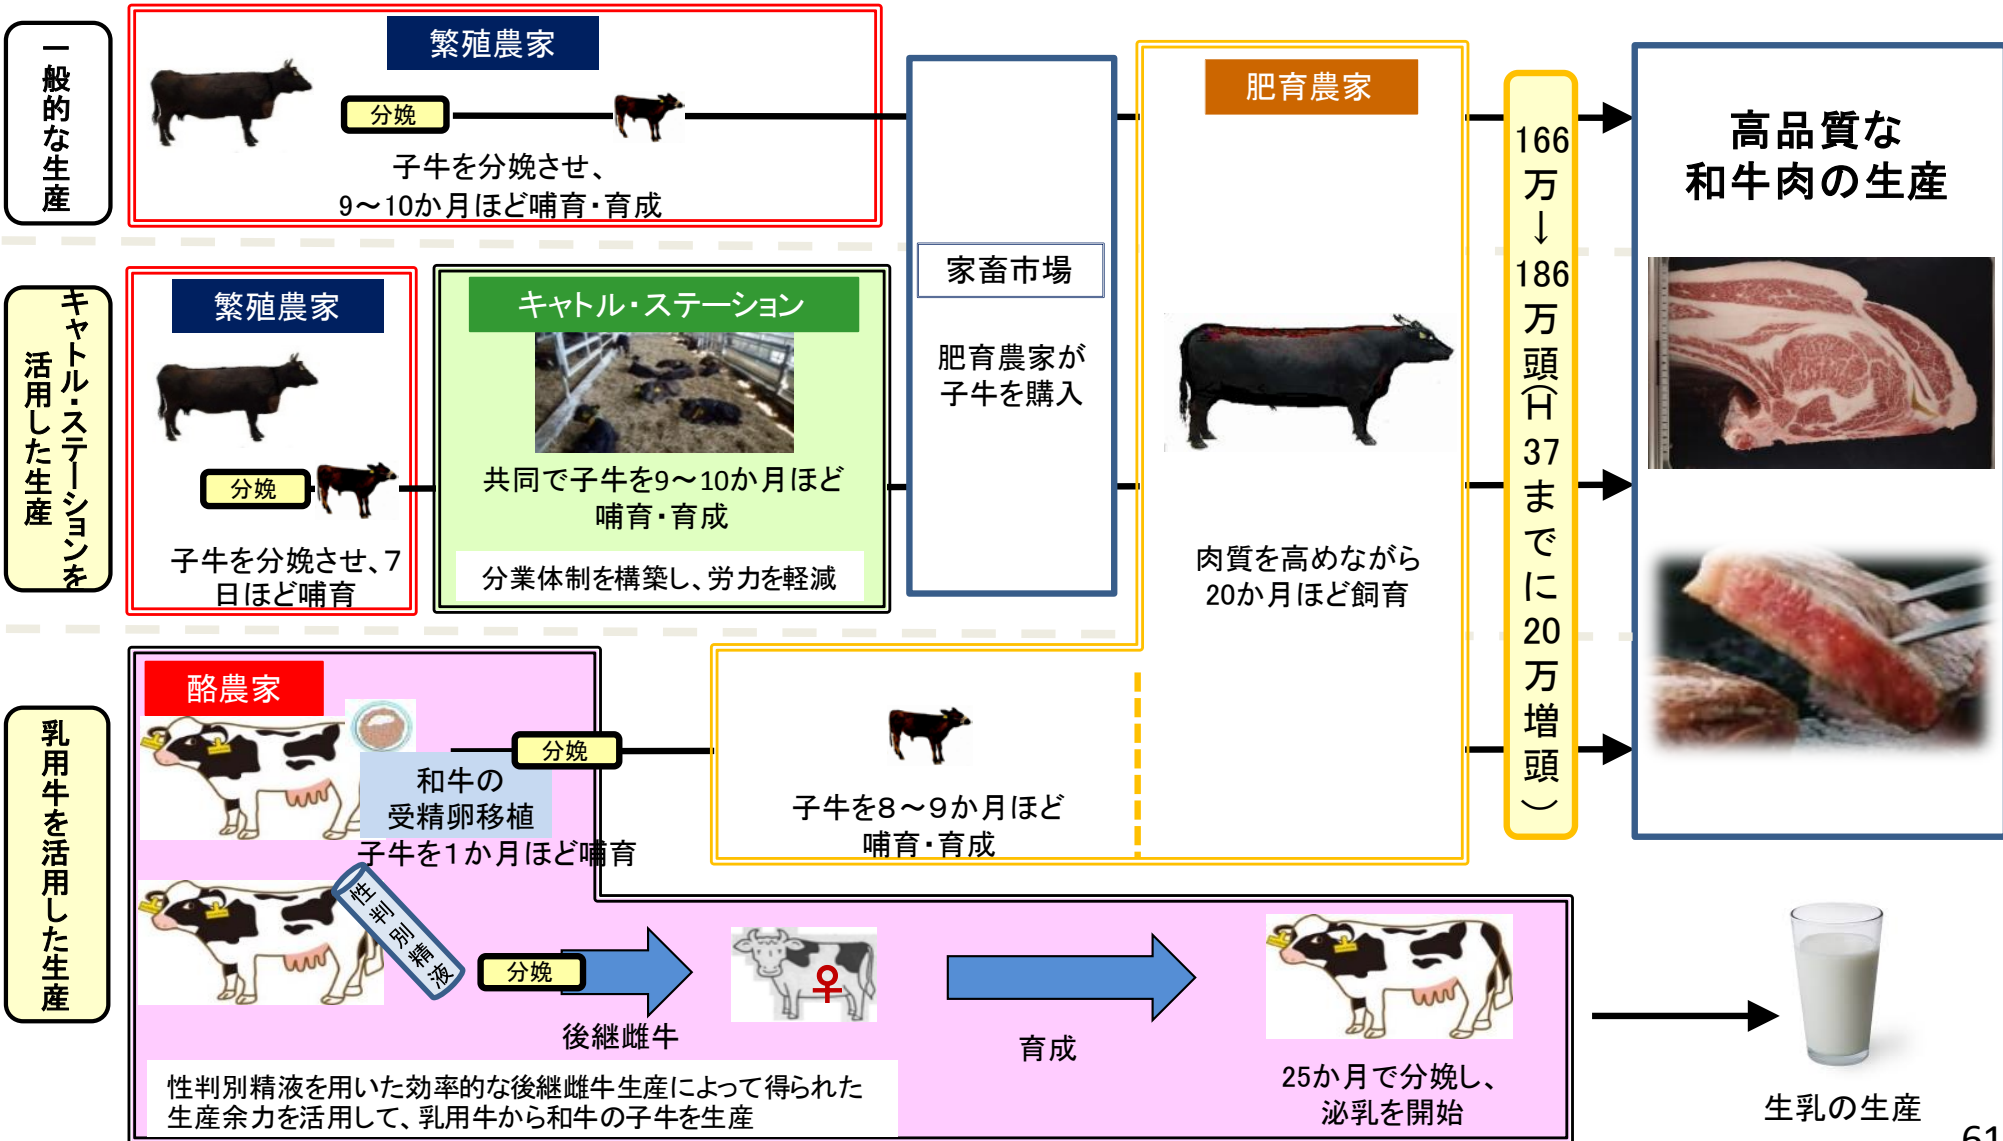 一般的な生産
繁殖農家
分娩
子牛を分娩させ、
9～10か月ほど哺育・育成
キャトル・ステーションを
活用した生産
繁殖農家
分娩
子牛を分娩させ、7
日ほど哺育
キャトル・ステーション
共同で子牛を9～10か月ほど
哺育・育成
分業体制を構築し、労力を軽減
家畜市場
肥育農家が
子牛を購入
肥育農家
肉質を高めながら
20か月ほど飼育
166万→186万頭（H37までに20万増頭）
高品質な
和牛肉の生産
乳用牛を活用した生産
酪農家
和牛の
受精卵移植
分娩
子牛を１か月ほど哺育
子牛を８～９か月ほど
哺育・育成
性判別精液
分娩
後継雌牛
♀
育成
25か月で分娩し、
泌乳を開始
性判別精液を用いた効率的な後継雌牛生産によって得られた
生産余力を活用して、乳用牛から和牛の子牛を生産
生乳の生産
61